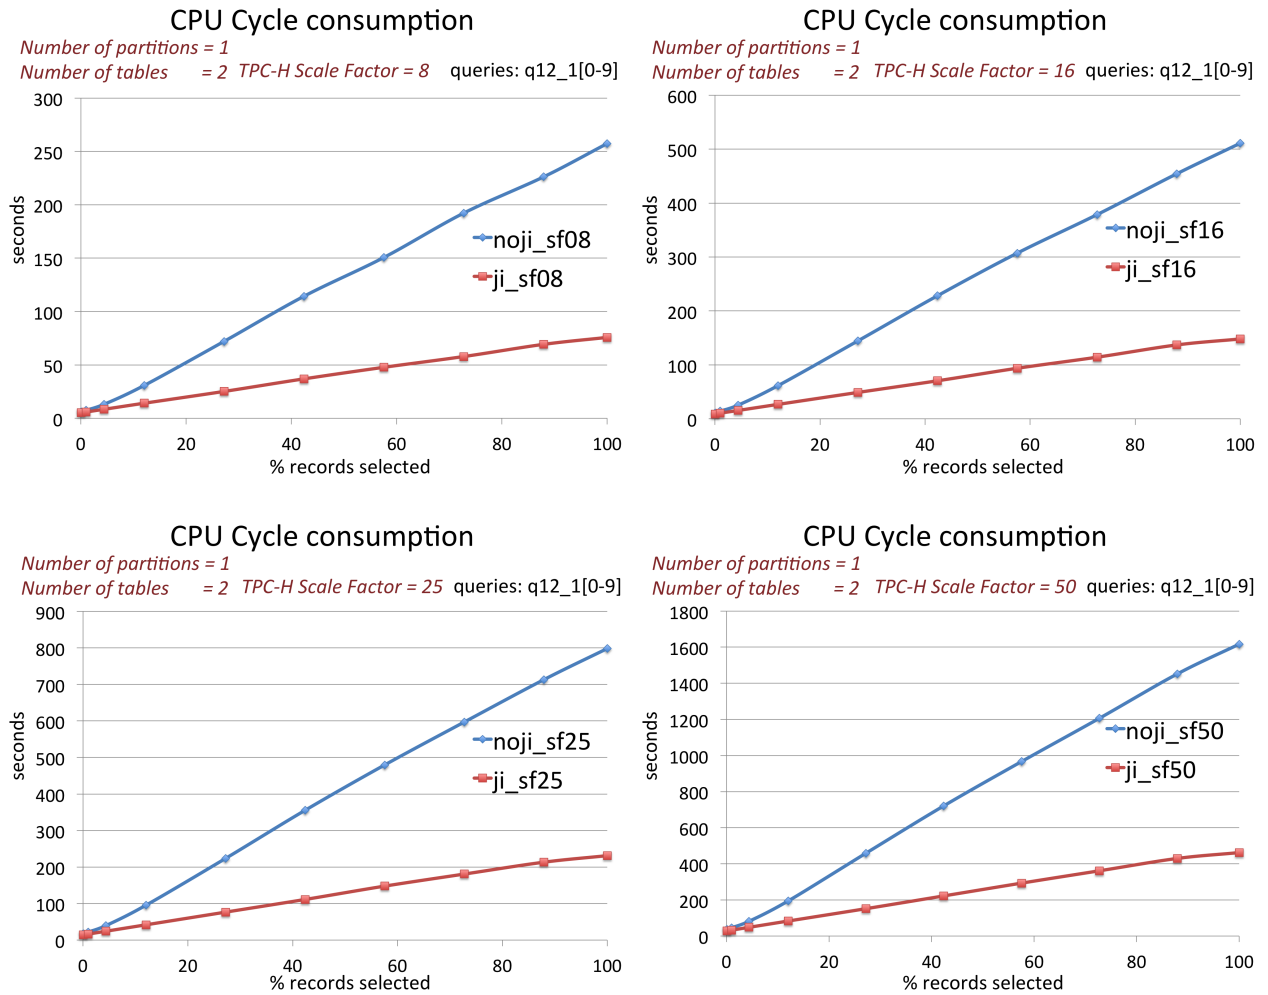 CPU Cycle consumption
Number of partitions = 1
Number of tables = 2 TPC-H Scale Factor = 8 queries: q12_1[0-9]
300
250
200
150
100
50
0
seconds
noji_sf08
ji_sf08
0 20 40 60 80 100
% records selected
CPU Cycle consumption
Number of partitions = 1
Number of tables = 2 TPC-H Scale Factor = 16 queries: q12_1[0-9]
600
500
400
300
200
100
0
seconds
noji_sf16
ji_sf16
0 20 40 60 80 100
% records selected
CPU Cycle consumption
Number of partitions = 1
Number of tables = 2 TPC-H Scale Factor = 25 queries: q12_1[0-9]
900
800
700
600
500
400
300
200
100
0
seconds
noji_sf25
ji_sf25
0 20 40 60 80 100
% records selected
CPU Cycle consumption
Number of partitions = 1
Number of tables = 2 TPC-H Scale Factor = 50 queries: q12_1[0-9]
1800
1600
1400
1200
1000
800
600
400
200
0
seconds
noji_sf50
ji_sf50
0 20 40 60 80 100
% records selected